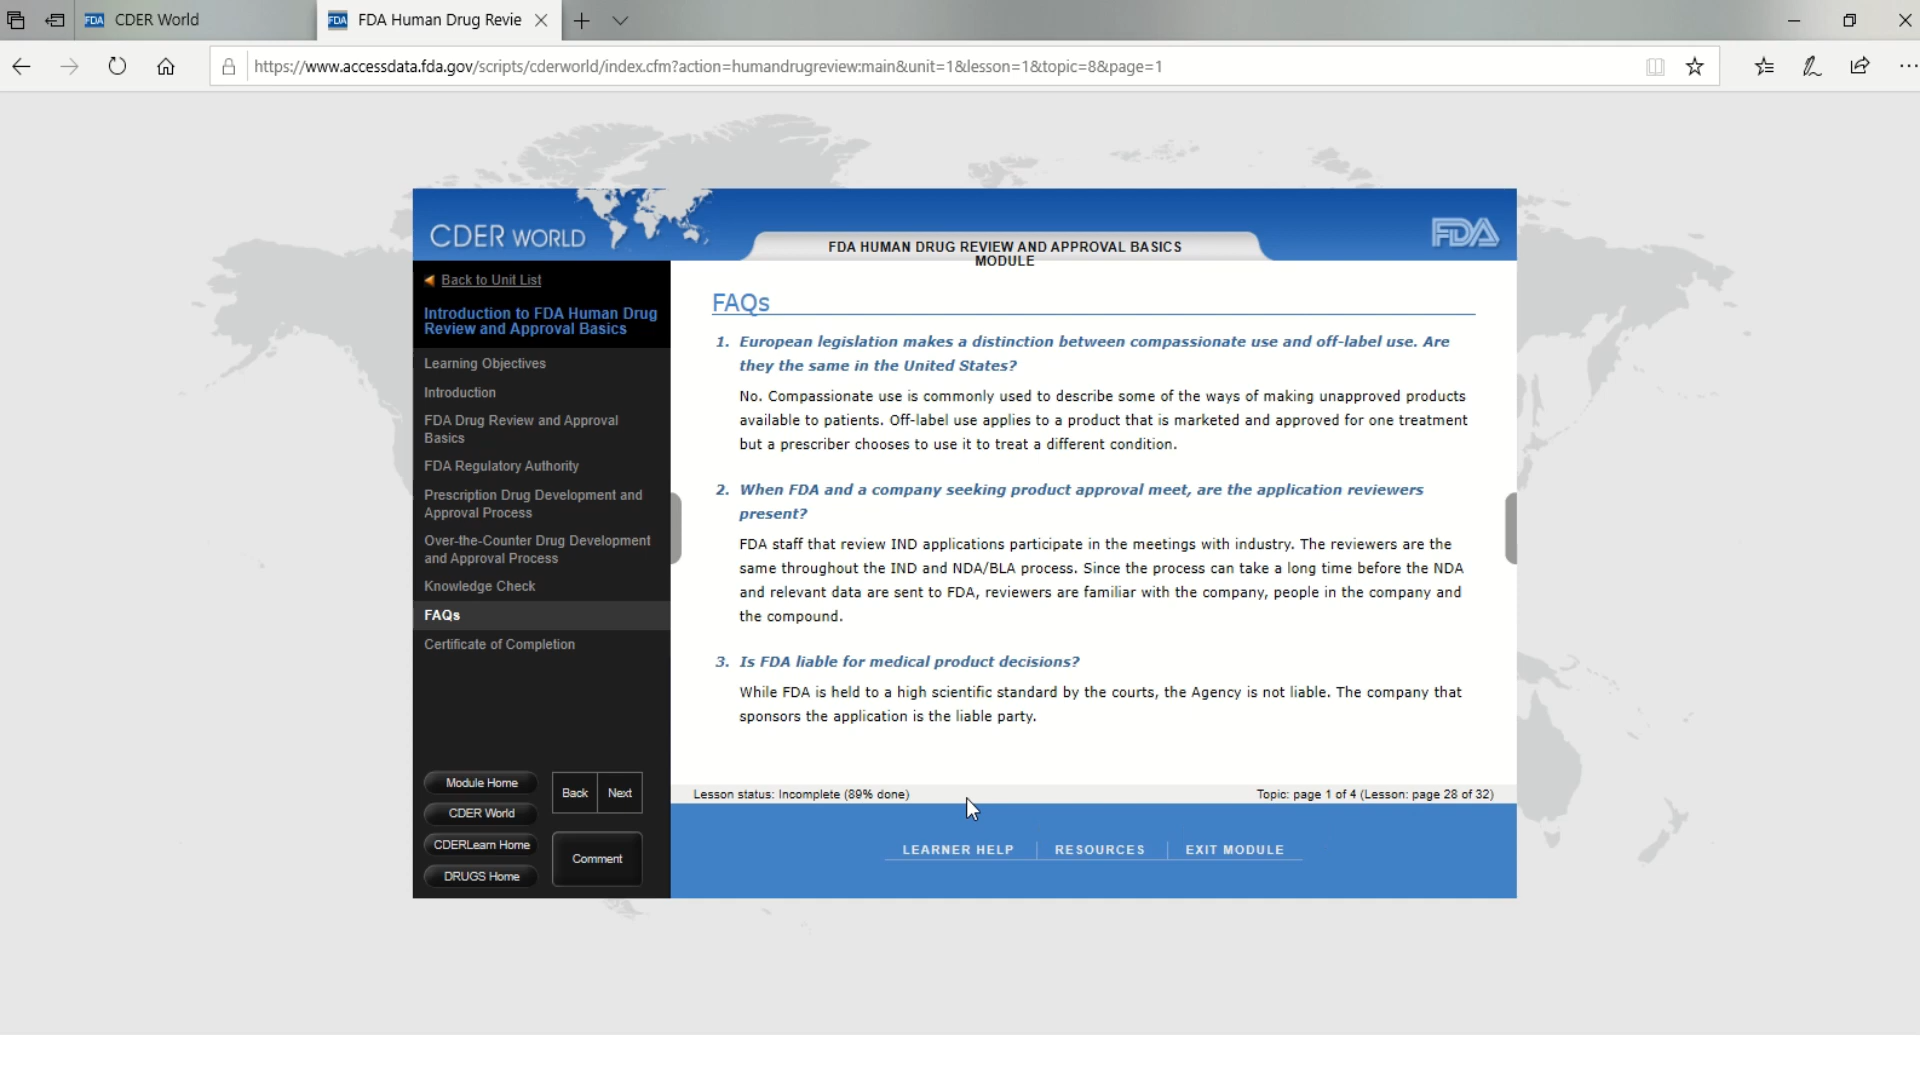 FDA CDER World
FDA FDA Human Drug Revie
https://www.accessdata.fda.gov/scripts/cderworld/index.cfm?action=humandrugreview:main&unit=1&lesson=1&topic=8&page=1
CDER WORLD
FDA HUMAN DRUG REVIEW AND APPROVAL BASICS
MODULE
FDA
Back to Unit List
Introduction to FDA Human Drug
Review and Approval Basics
Learning Objectives
Introduction
FDA Drug Review and Approval
Basics
FDA Regulatory Authority
Prescription Drug Development and
Approval Process
Over-the-Counter Drug Development
and Approval Process
Knowledge Check
FAQs
Certificate of Completion
Module Home
CDER World
CDERLearn Home
DRUGS Home
Back Next
Comment
FAQs
1. European legislation makes a distinction between compassionate use and off-label use. Are
they the same in the United States?
No. Compassionate use is commonly used to describe some of the ways of making unapproved products
available to patients. Off-label use applies to a product that is marketed and approved for one treatment
but a prescriber chooses to use it to treat a different condition.
2. When FDA and a company seeking product approval meet, are the application reviewers
present?
FDA staff that review IND applications participate in the meetings with industry. The reviewers are the
same throughout the IND and NDA/BLA process. Since the process can take a long time before the NDA
and relevant data are sent to FDA, reviewers are familiar with the company, people in the company and
the compound.
3. Is FDA liable for medical product decisions?
While FDA is held to a high scientific standard by the courts, the Agency is not liable. The company that
sponsors the application is the liable party.
Lesson status: Incomplete (89% done)
Topic: page 1 of 4 (Lesson: page 28 of 32)
LEARNER HELP RESOURCES EXIT MODULE